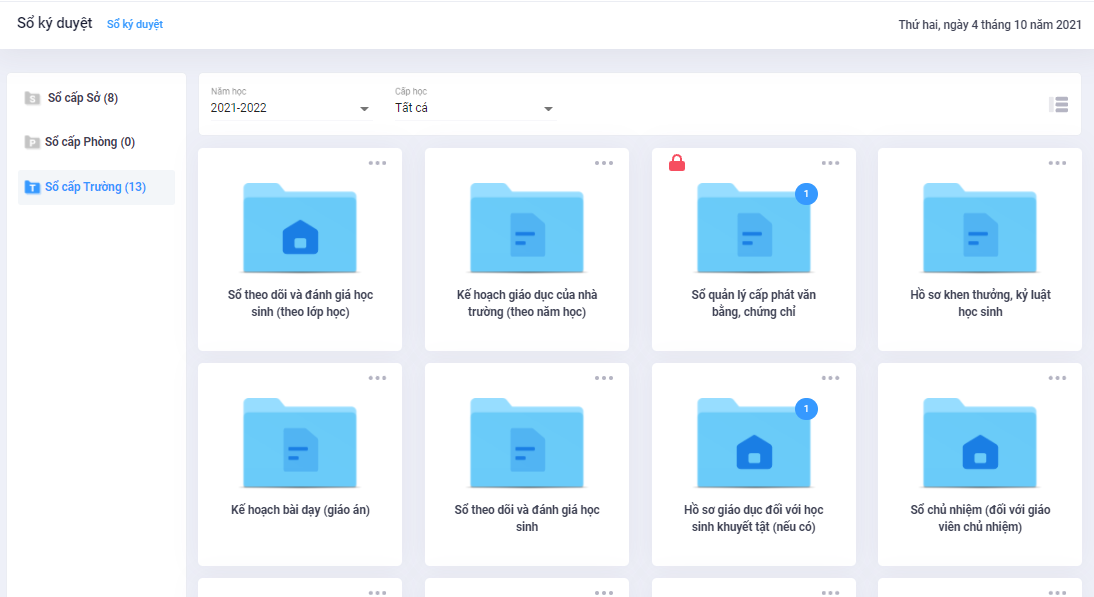 Sổ ký duyệt
Sổ ký duyệt
Thứ hai, ngày 4 tháng 10 năm 2021
S
Sổ cấp Sở (8)
P
Sổ cấp Phòng (0)
T
Sổ cấp Trường (13)
Năm học
2021-2022
Cấp học
Tất cả
Sổ theo dõi và đánh giá học
sinh (theo lớp học)
Kế hoạch giáo dục của nhà
trường (theo năm học)
1
Sổ quản lý cấp phát văn
bằng, chứng chỉ
Hồ sơ khen thưởng, kỷ luật
học sinh
Kế hoạch bài dạy (giáo án)
Sổ theo dõi và đánh giá học
sinh
1
Hồ sơ giáo dục đối với học
sinh khuyết tật (nếu có)
Sổ chủ nhiệm (đối với giáo
viên chủ nhiệm)